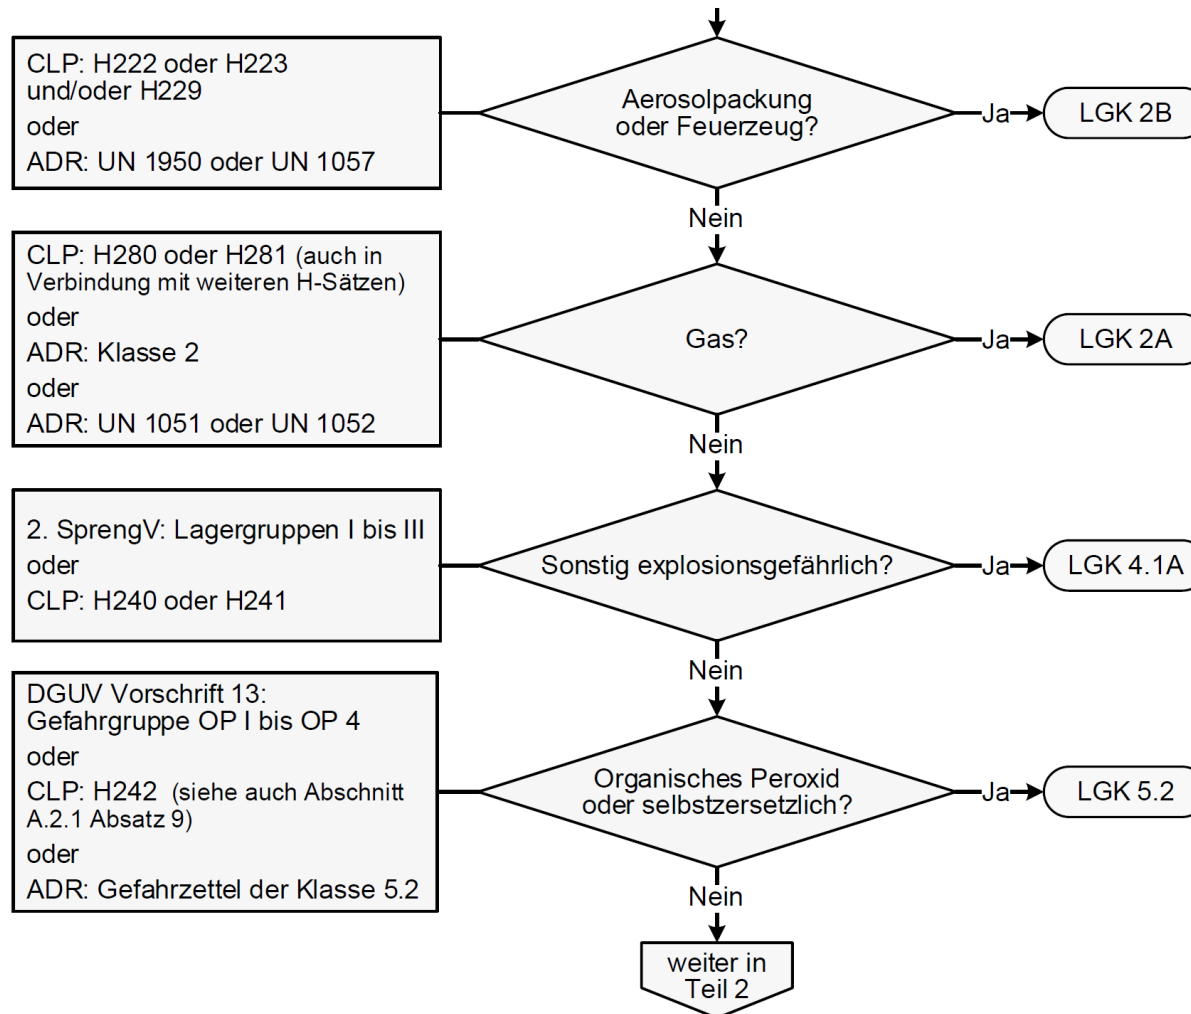 CLP: H222 oder H223
und/oder H229
oder
ADR: UN 1950 oder UN 1057
Aerosolpackung
oder Feuerzeug?
Ja
LGK 2B
Nein
CLP: H280 oder H281 (auch in
Verbindung mit weiteren H-Sätzen)
oder
ADR: Klasse 2
oder
ADR: UN 1051 oder UN 1052
Gas?
Ja
LGK 2A
Nein
2. SprengV: Lagergruppen I bis III
oder
CLP: H240 oder H241
Sonstig explosionsgefährlich?
Ja
LGK 4.1A
Nein
DGUV Vorschrift 13:
Gefahrgruppe OP I bis OP 4
oder
CLP: H242 (siehe auch Abschnitt
A.2.1 Absatz 9)
oder
ADR: Gefahrzettel der Klasse 5.2
Organisches Peroxid
oder selbstzersetzlich?
Ja
LGK 5.2
Nein
weiter in
Teil 2